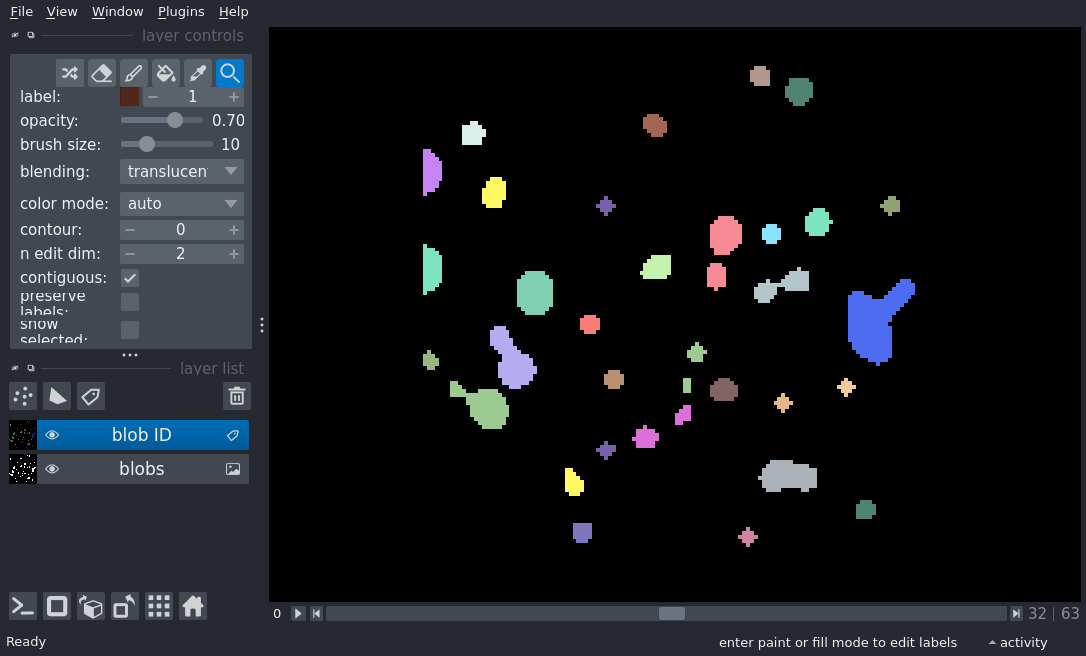 File View Window Plugins Help
layer controls
label: 1
opacity: 0.70
brush size: 10
blending: translucen
color mode: auto
contour: 0
n edit dim: 2
contiguous:
preserve
labels:
show
selected:
layer list
blob ID
blobs
0 32 | 63
Ready enter paint or fill mode to edit labels activity